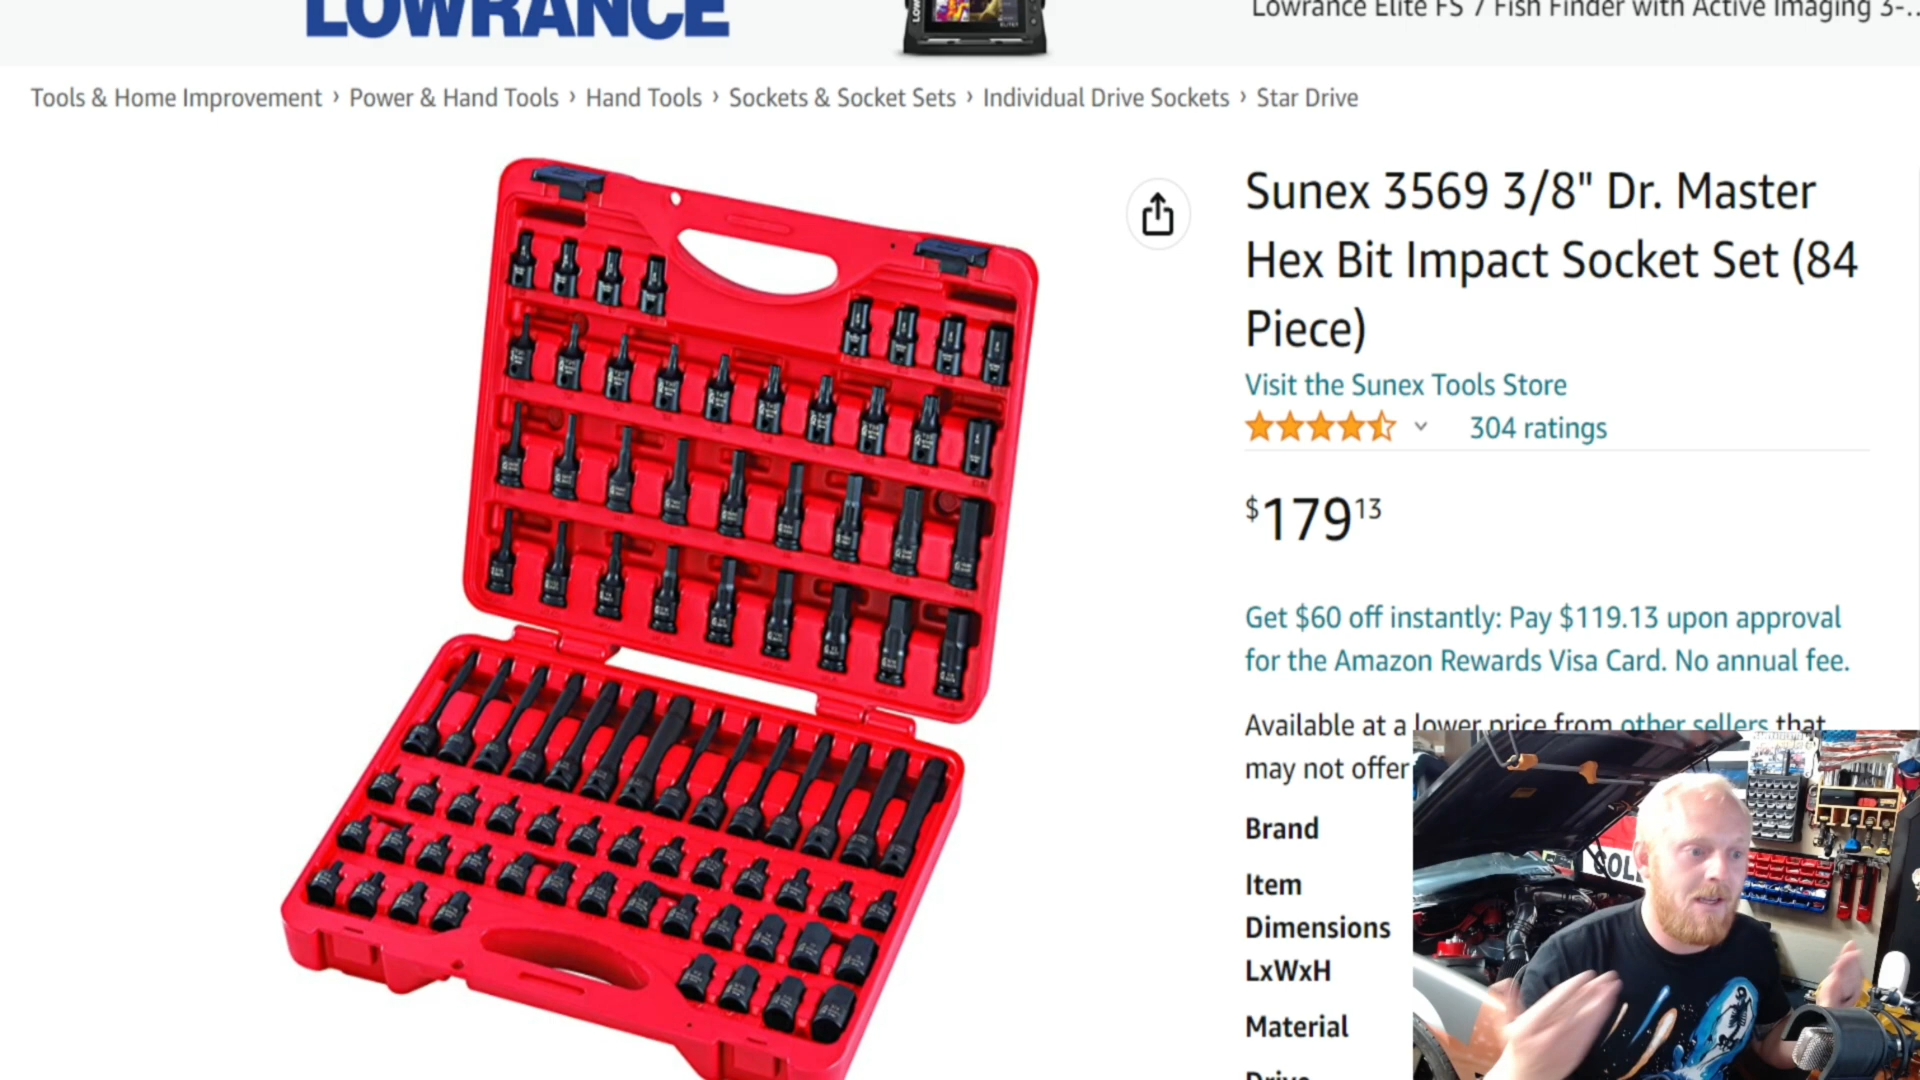 LOWRANCE
Lowrance Elite FS 7 Fish Finder with Active Imaging 3-...
Tools & Home Improvement › Power & Hand Tools › Hand Tools › Sockets & Socket Sets › Individual Drive Sockets › Star Drive
Sunex 3569 3/8" Dr. Master
Hex Bit Impact Socket Set (84
Piece)
Visit the Sunex Tools Store
304 ratings
$179 13
Get $60 off instantly: Pay $119.13 upon approval
for the Amazon Rewards Visa Card. No annual fee.
Available at a lower price from other sellers that
may not offer
Brand
Item
Dimensions
LxWxH
Material
Drive